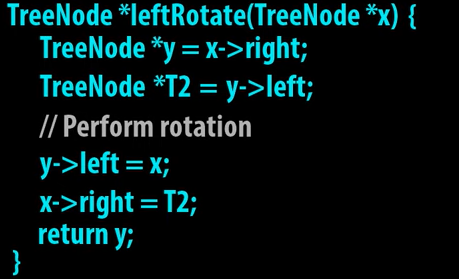 TreeNode *leftRotate(TreeNode *x) {
TreeNode *y = x->right;
TreeNode *T2 = y->left;
// Perform rotation
y->left = x;
x->right = T2;
return y;
}